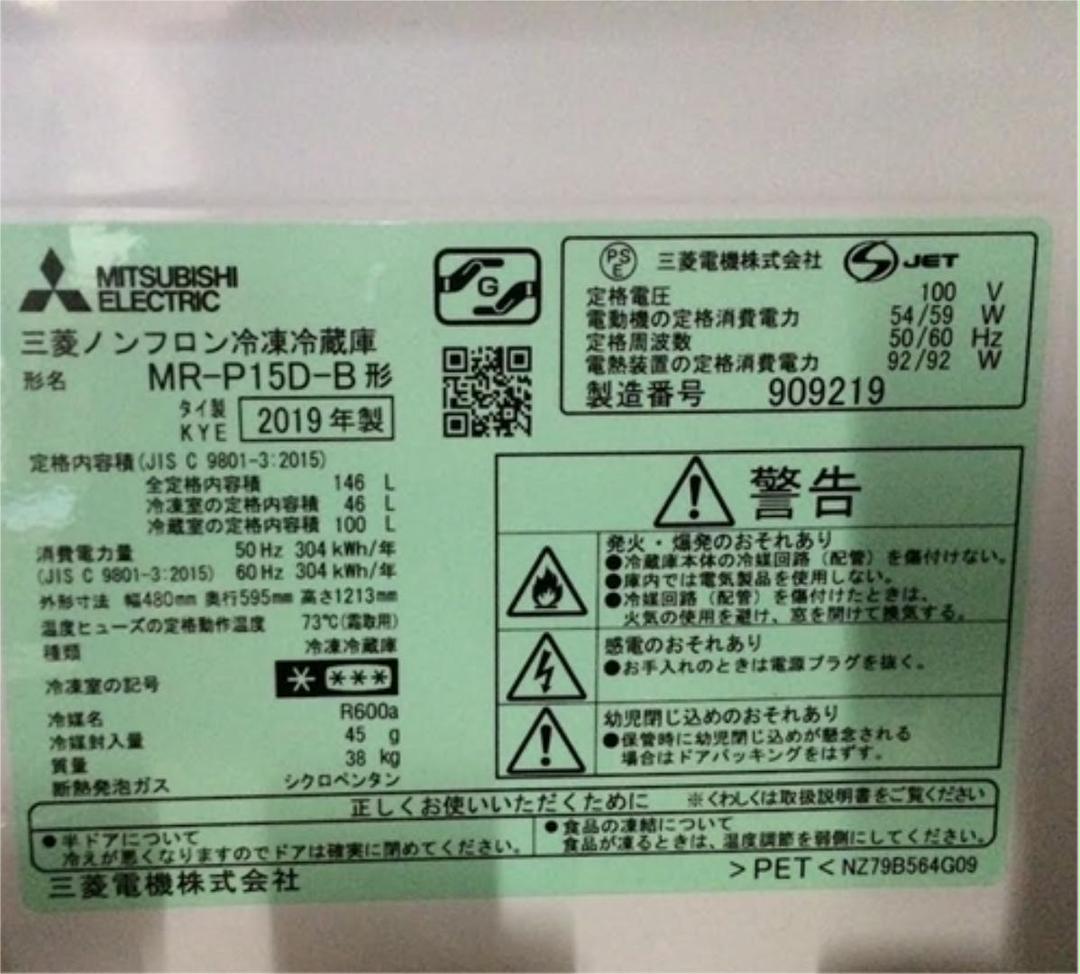 MITSUBISHI
ELECTRIC
三菱ノンフロン冷凍冷蔵庫
形名 MR-P15D-B形
タイ製
KYE 2019年製
G
定格内容積(JIS C 9801-3:2015)
全定格内容積 146 L
冷凍室の定格内容積 46 L
冷蔵室の定格内容積 100 L
消費電力量 50Hz 304kWh/年
(JIS C 9801-3:2015) 60Hz 304kWh/年
外形寸法 幅480mm 奥行595mm 高さ1213mm
温度ヒューズの定格動作温度 73℃(霜取用)
種類 冷凍冷蔵庫
冷凍室の記号 * ***
冷媒名 R600a
冷媒封入量 45 g
質量 38 kg
断熱発泡ガス シクロペンタン
PSE 三菱電機株式会社 JET
定格電圧 100 V
電動機の定格消費電力 54/59 W
定格周波数 50/60 Hz
電熱装置の定格消費電力 92/92 W
製造番号 909219
警告
発火・爆発のおそれあり
●冷蔵庫本体の冷媒回路(配管)を傷付けない。
●庫内では電気製品を使用しない。
●冷媒回路(配管)を傷付けたときは、
火気の使用を避け、窓を開けて換気する。
感電のおそれあり
●お手入れのときは電源プラグを抜く。
幼児閉じ込めのおそれあり
●保管時に幼児閉じ込めが懸念される
場合はドアパッキングをはずす。
正しくお使いいただくために ※くわしくは取扱説明書をご覧ください
●半ドアについて
冷えが悪くなりますのでドアは確実に閉めてください。
●食品の凍結について
食品が凍るときは、温度調節を弱側にしてください。
三菱電機株式会社
>PET< NZ79B564G09